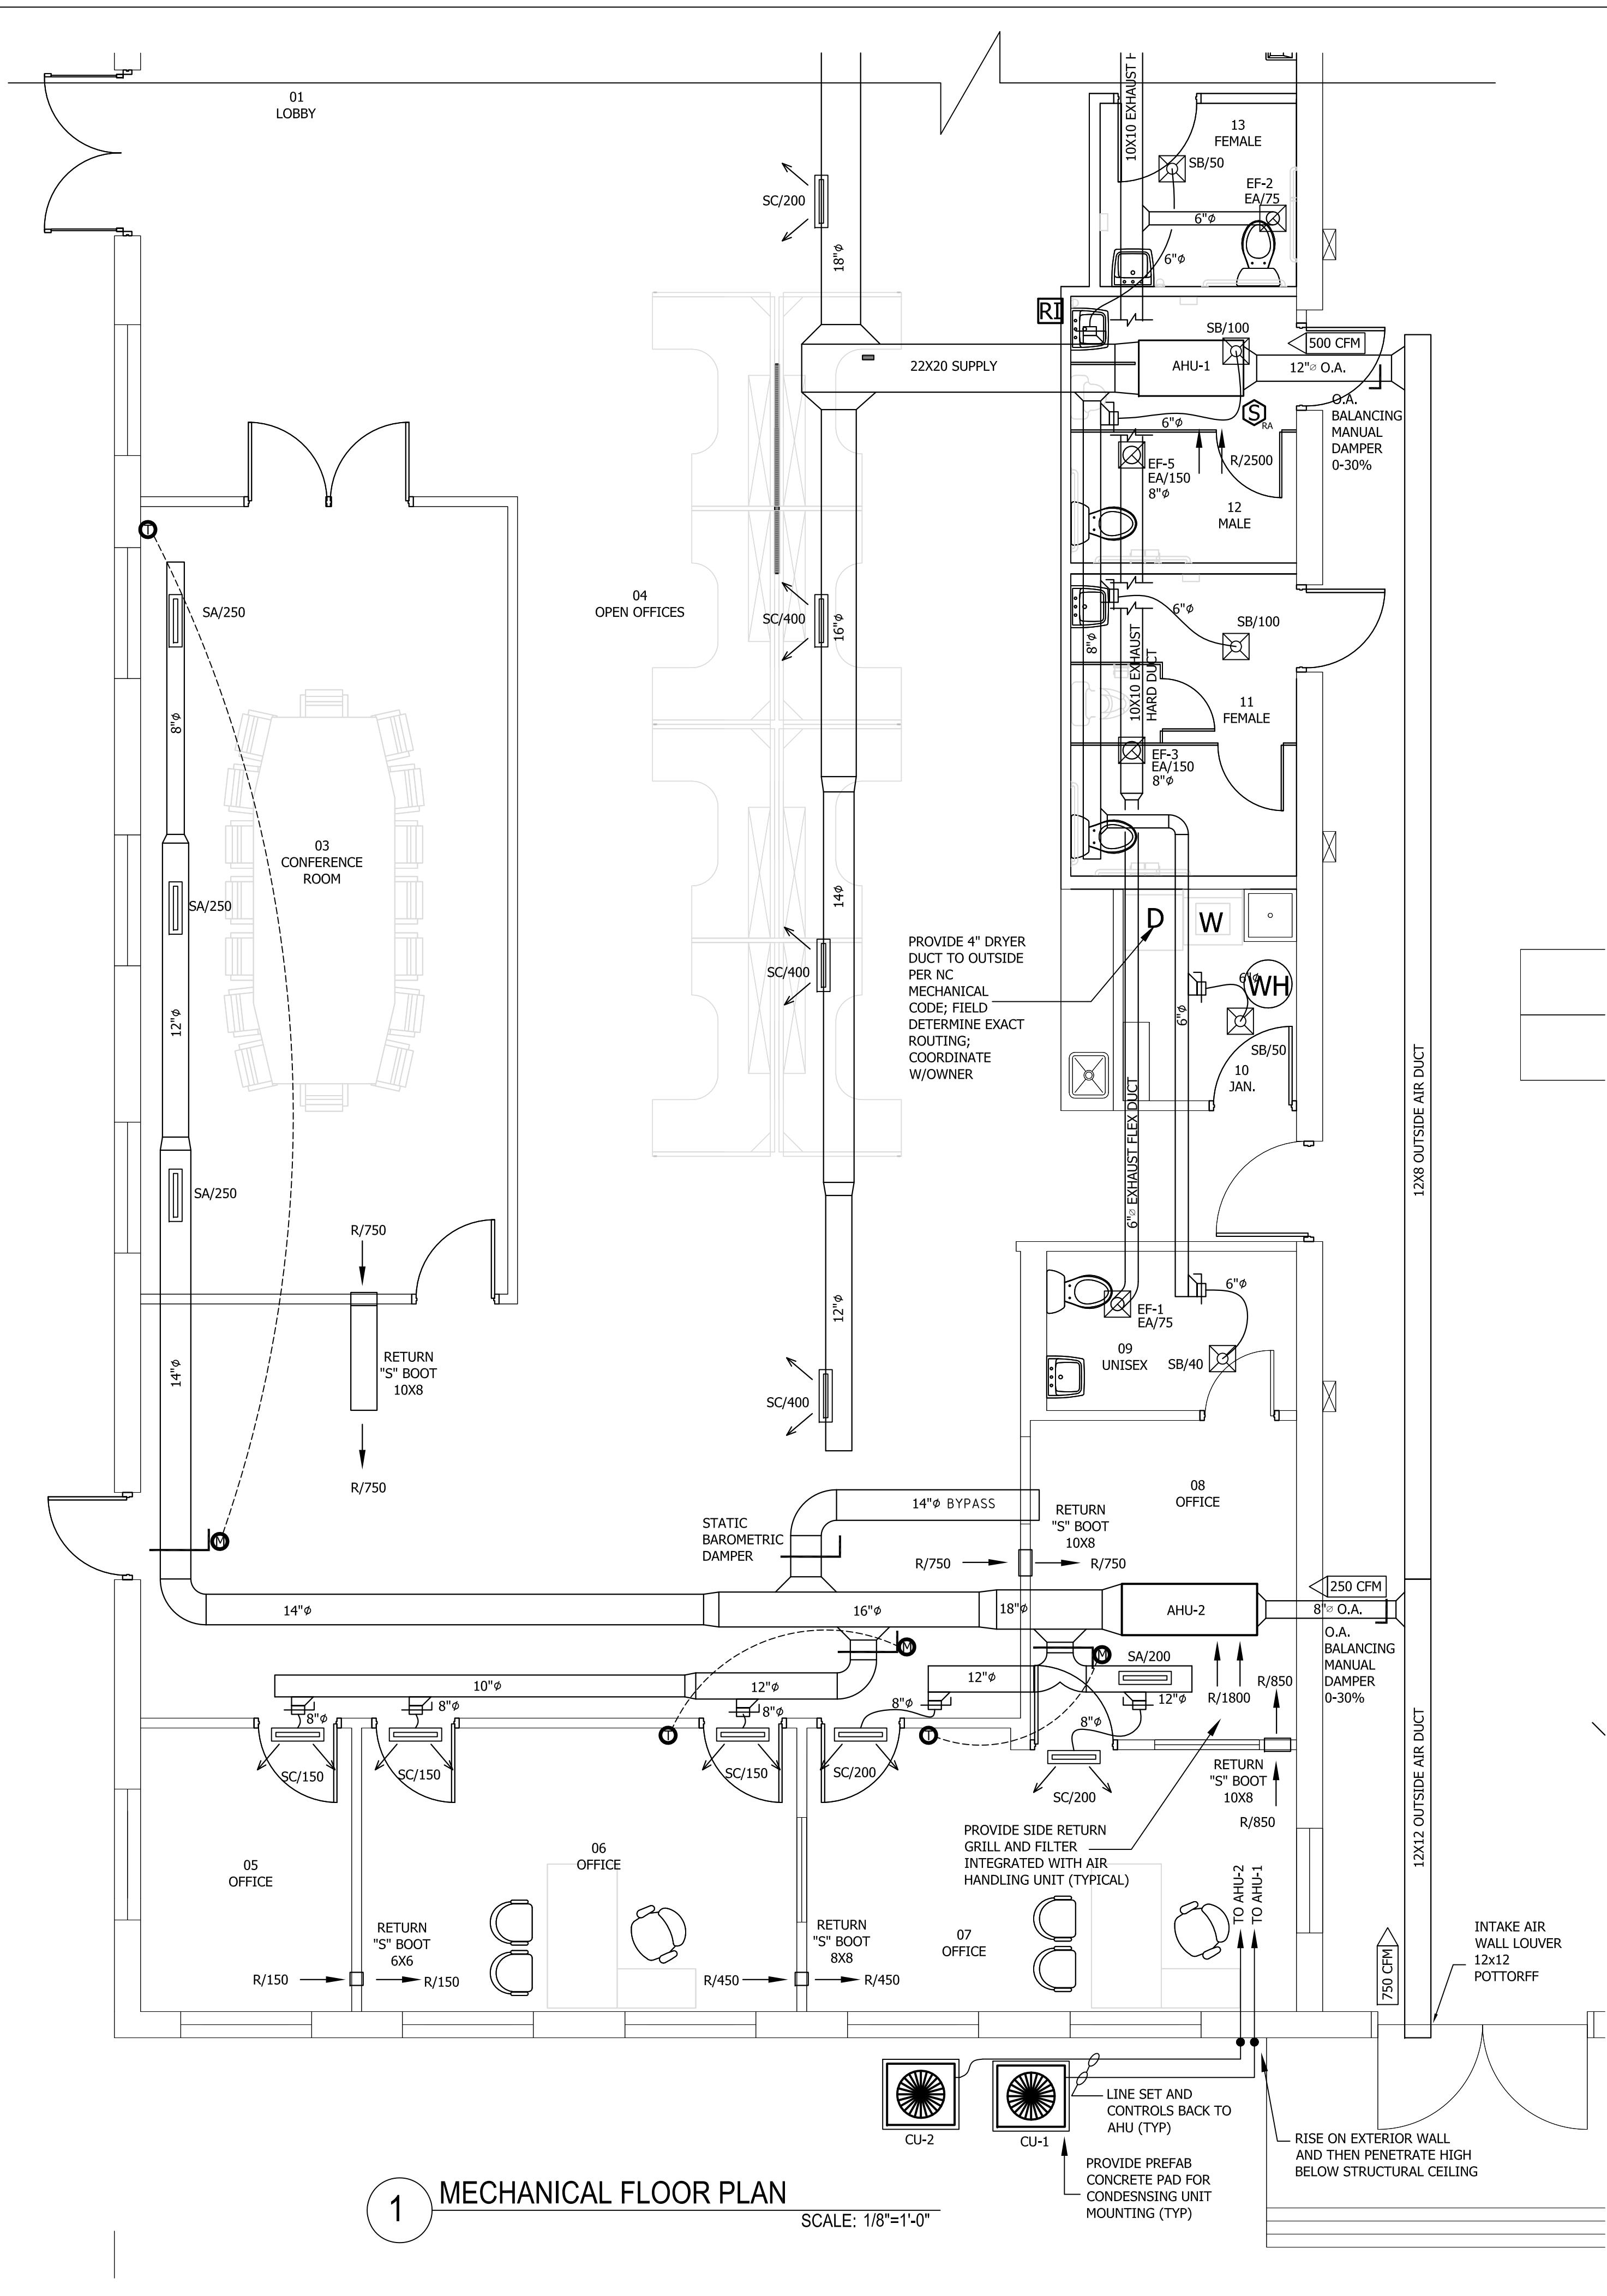 01
LOBBY
10X10 EXHAUST
13
FEMALE
SB/50
EF-2
EA/75
6"ø
6"ø
SC/200
18"ø
RI
SB/100
500 CFM
22X20 SUPPLY
AHU-1
12"ø O.A.
O.A.
BALANCING
MANUAL
DAMPER
0-30%
S
RA
6"ø
EF-5
EA/150
8"ø
R/2500
12
MALE
T
SA/250
04
OPEN OFFICES
SC/400
16"ø
6"ø
SB/100
8"ø
10X10 EXHAUST
HARD DUCT
11
FEMALE
8"ø
EF-3
EA/150
8"ø
03
CONFERENCE
ROOM
SA/250
14ø
D
W
PROVIDE 4" DRYER
DUCT TO OUTSIDE
PER NC
MECHANICAL
CODE; FIELD
DETERMINE EXACT
ROUTING;
COORDINATE
W/OWNER
SC/400
6"ø
WH
12"ø
6"ø
SB/50
10
JAN.
12X8 OUTSIDE AIR DUCT
6"ø EXHAUST FLEX DUCT
SA/250
R/750
12"ø
6"ø
EF-1
EA/75
09
UNISEX
SB/40
RETURN
"S" BOOT
10X8
14"ø
SC/400
R/750
08
OFFICE
14"ø BYPASS
RETURN
"S" BOOT
10X8
STATIC
BAROMETRIC
DAMPER
M
R/750
R/750
250 CFM
14"ø
16"ø
18"ø
AHU-2
8"ø O.A.
O.A.
BALANCING
MANUAL
DAMPER
0-30%
M
M
SA/200
10"ø
12"ø
12"ø
12"ø
R/1800
R/850
8"ø
8"ø
8"ø
8"ø
8"ø
T
T
SC/150
SC/150
SC/150
SC/200
SC/200
RETURN
"S" BOOT
10X8
R/850
12X12 OUTSIDE AIR DUCT
PROVIDE SIDE RETURN
GRILL AND FILTER
INTEGRATED WITH AIR
HANDLING UNIT (TYPICAL)
05
OFFICE
06
OFFICE
TO AHU-2
TO AHU-1
RETURN
"S" BOOT
6X6
RETURN
"S" BOOT
8X8
07
OFFICE
R/150
R/150
R/450
R/450
750 CFM
INTAKE AIR
WALL LOUVER
12x12
POTTORFF
CU-2
CU-1
LINE SET AND
CONTROLS BACK TO
AHU (TYP)
RISE ON EXTERIOR WALL
AND THEN PENETRATE HIGH
BELOW STRUCTURAL CEILING
PROVIDE PREFAB
CONCRETE PAD FOR
CONDESNSING UNIT
MOUNTING (TYP)
1
MECHANICAL FLOOR PLAN
SCALE: 1/8"=1'-0"